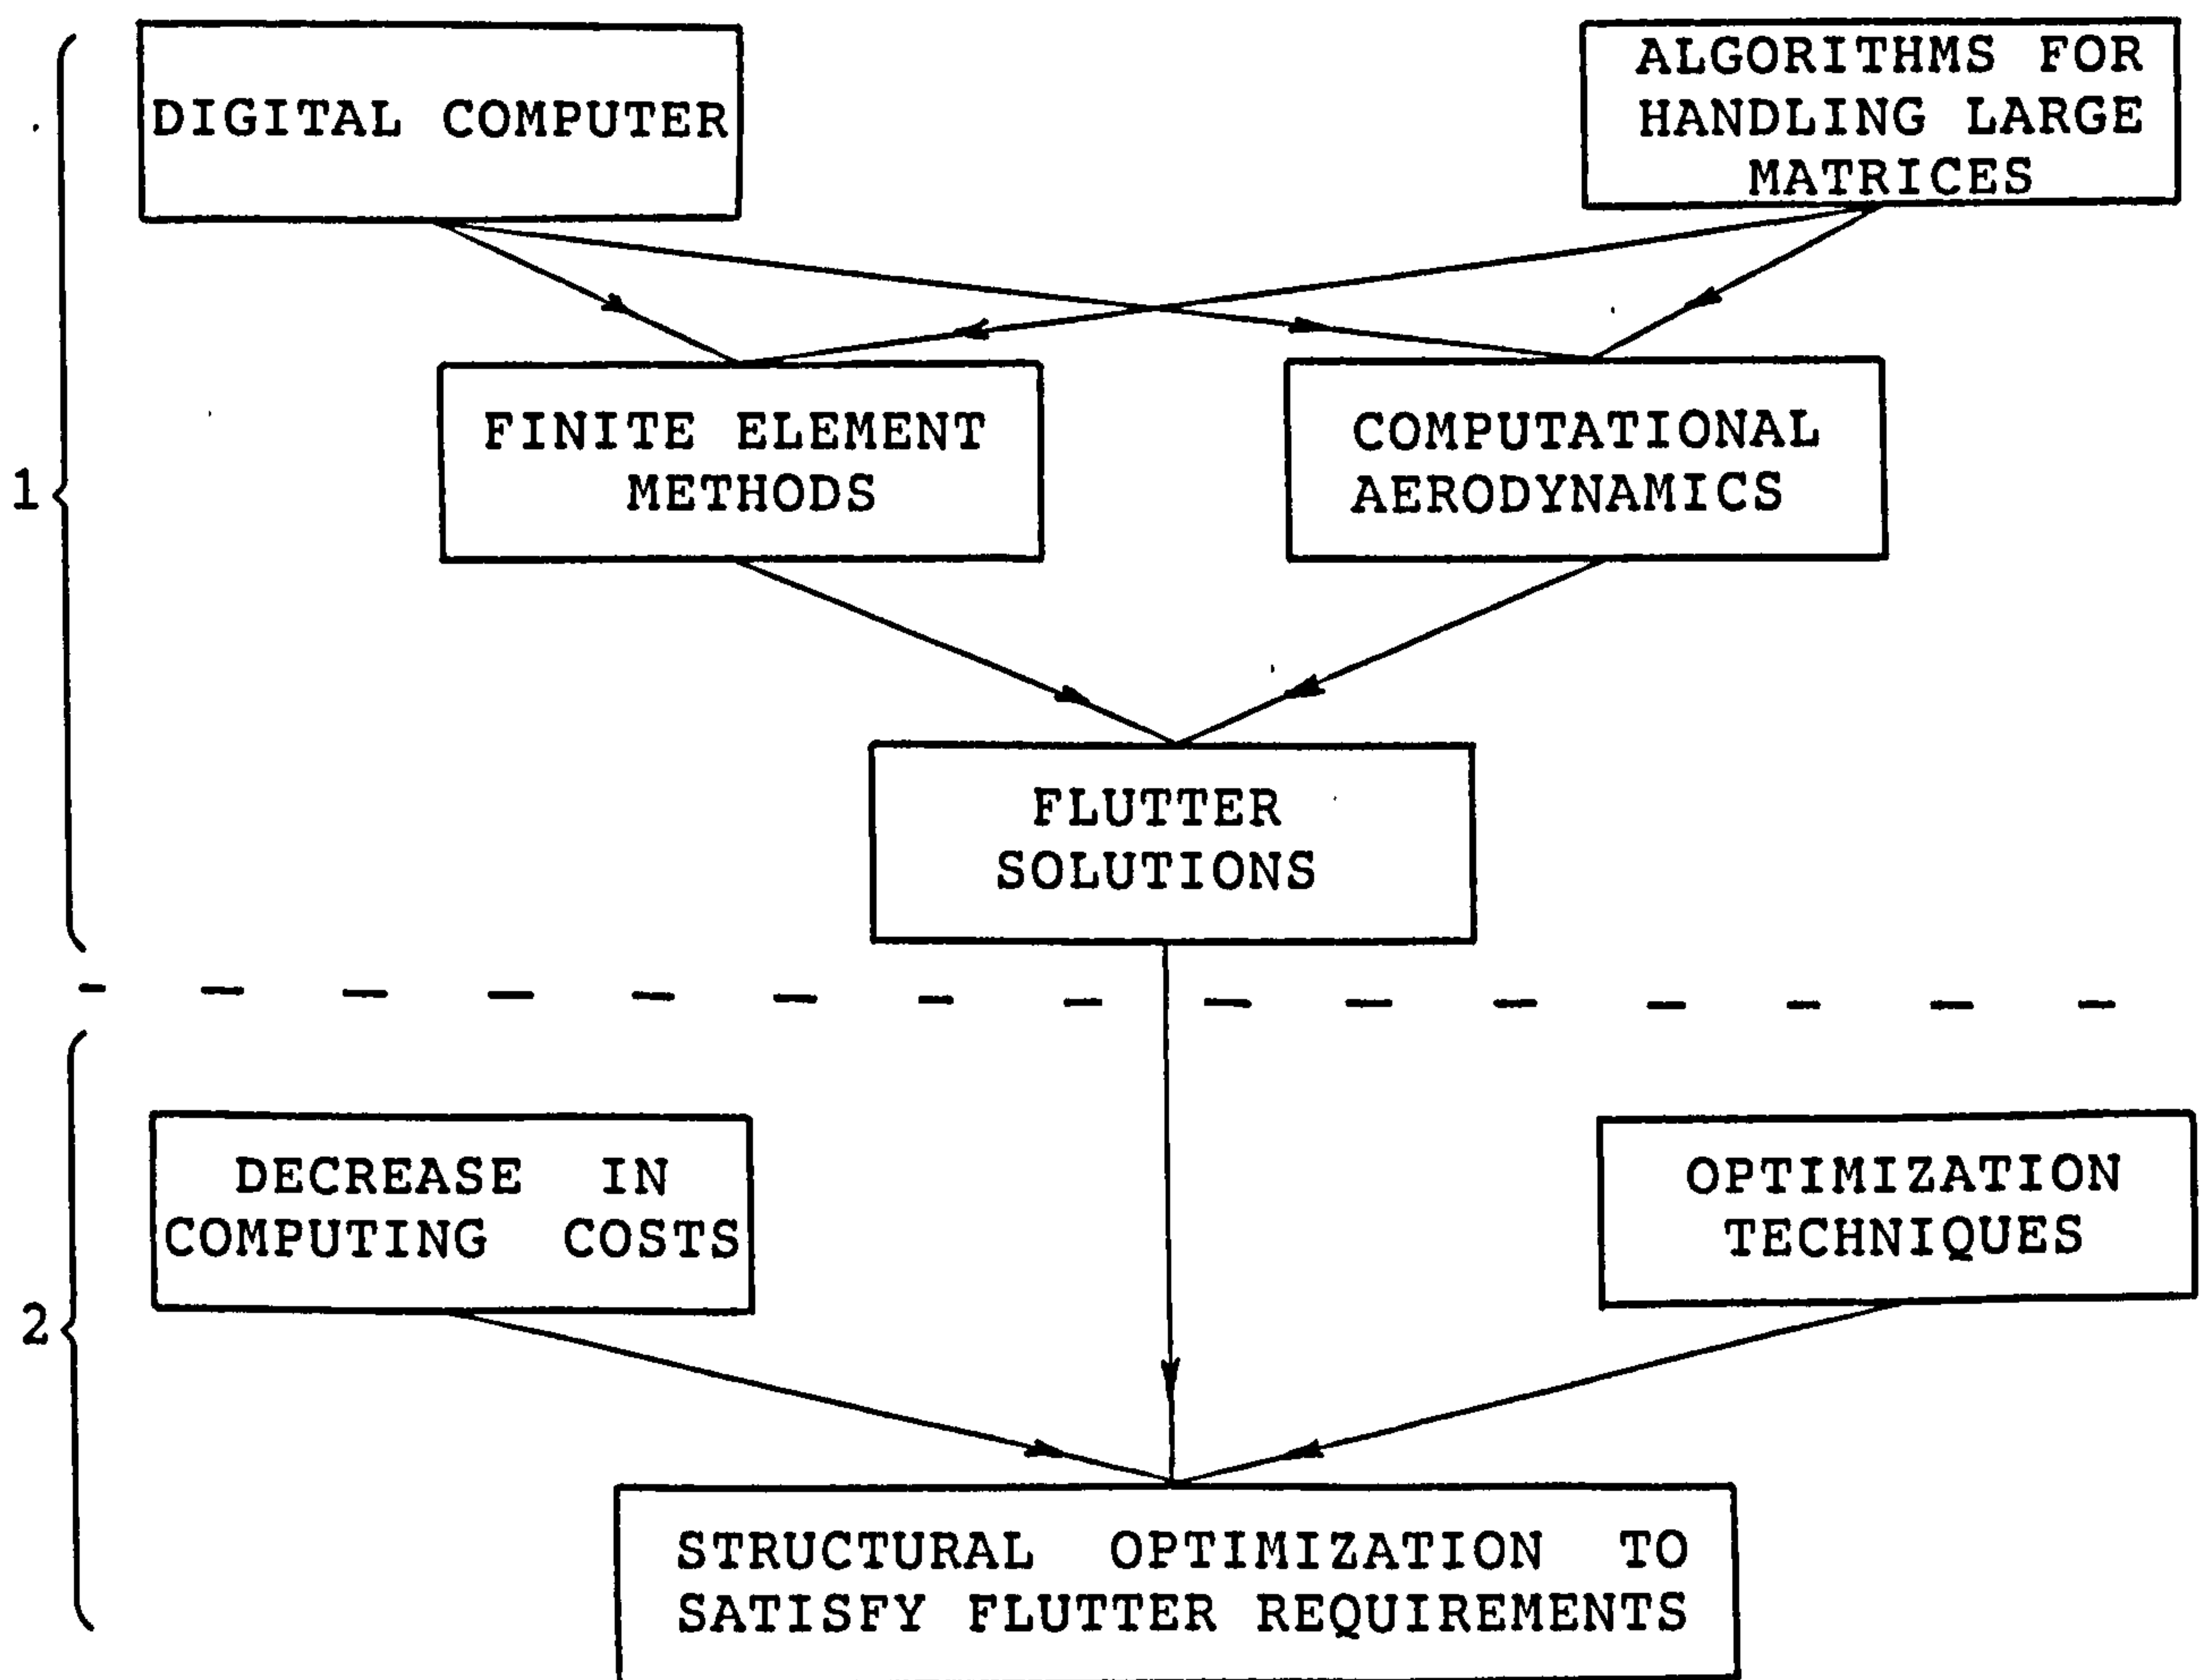 DIGITAL COMPUTER
ALGORITHMS FOR
HANDLING LARGE
MATRICES
FINITE ELEMENT
METHODS
COMPUTATIONAL
AERODYNAMICS
1
FLUTTER
SOLUTIONS
DECREASE IN
COMPUTING COSTS
OPTIMIZATION
TECHNIQUES
2
STRUCTURAL OPTIMIZATION TO
SATISFY FLUTTER REQUIREMENTS